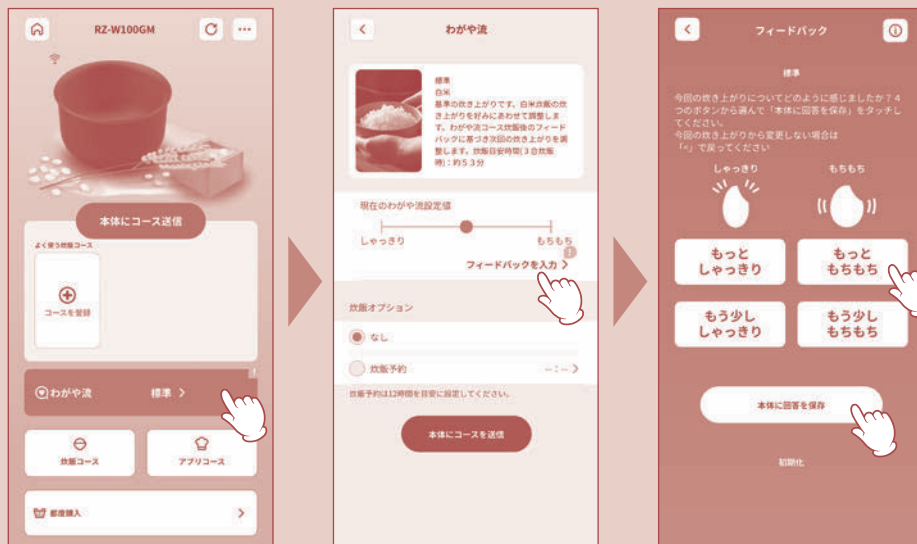 RZ-W100GM
本体にコース送信
よく使う炊飯コース
コースを登録
わがや流
標準
炊飯コース
アプリコース
都度購入
わがや流
標準
白米
基準の炊き上がりです。白米炊飯の炊
き上がりを好みにあわせて調整しま
す。わがや流コース炊飯後のフィード
バックに基づき次回の炊き上がりを調
整します。炊飯目安時間(3合炊飯
時)：約53分
現在のわがや流設定値
しゃっきり
もちもち
フィードバックを入力
炊飯オプション
なし
炊飯予約
--:--
炊飯予約は12時間を目安に設定してください。
本体にコースを送信
フィードバック
標準
今回の炊き上がりについてどのように感じましたか？4
つのボタンから選んで「本体に回答を保存」をタッチし
てください。
今回の炊き上がりから変更しない場合は
「<」で戻ってください
しゃっきり
もちもち
もっと
しゃっきり
もっと
もちもち
もう少し
しゃっきり
もう少し
もちもち
本体に回答を保存
初期化